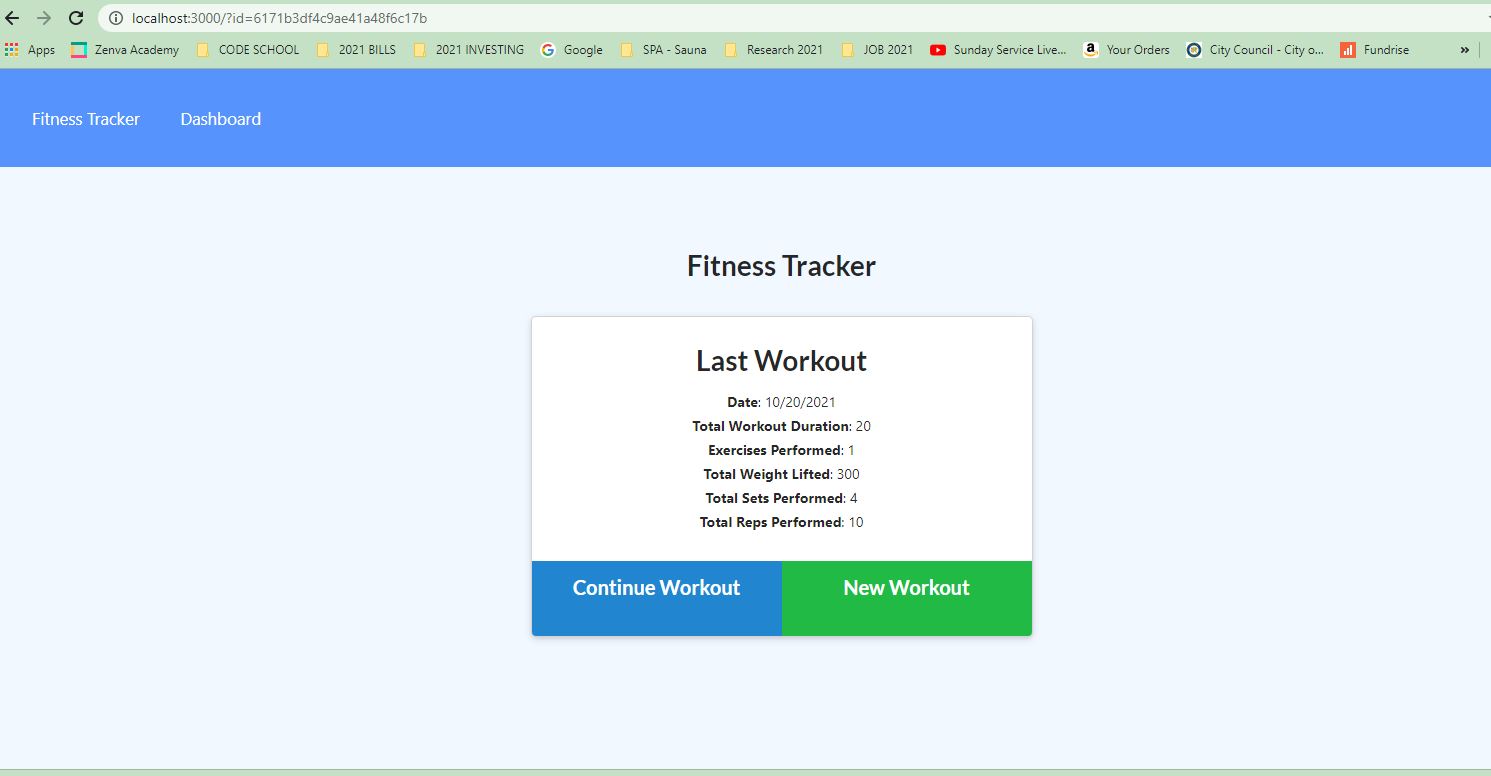 localhost:3000/?id=6171b3df4c9ae41a48f6c17b
Apps Zenva Academy CODE SCHOOL 2021 BILLS 2021 INVESTING Google SPA - Sauna Research 2021 JOB 2021 Sunday Service Live... Your Orders City Council - City o... Fundrise »
Fitness Tracker Dashboard
Fitness Tracker
Last Workout
Date: 10/20/2021
Total Workout Duration: 20
Exercises Performed: 1
Total Weight Lifted: 300
Total Sets Performed: 4
Total Reps Performed: 10
Continue Workout New Workout